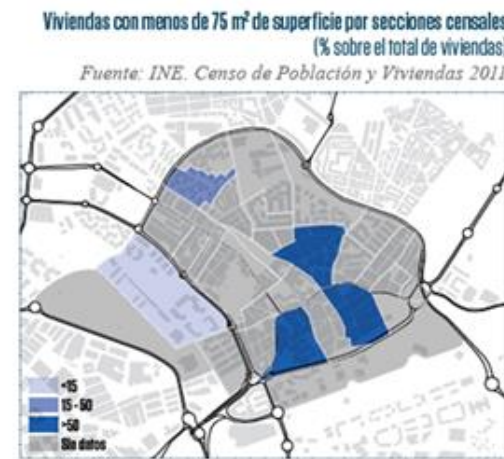 Viviendas con menos de 75 m² de superficie por secciones censales
(% sobre el total de viviendas)
Fuente: INE. Censo de Población y Viviendas 2011
<15
15 - 50
>50
Sin datos